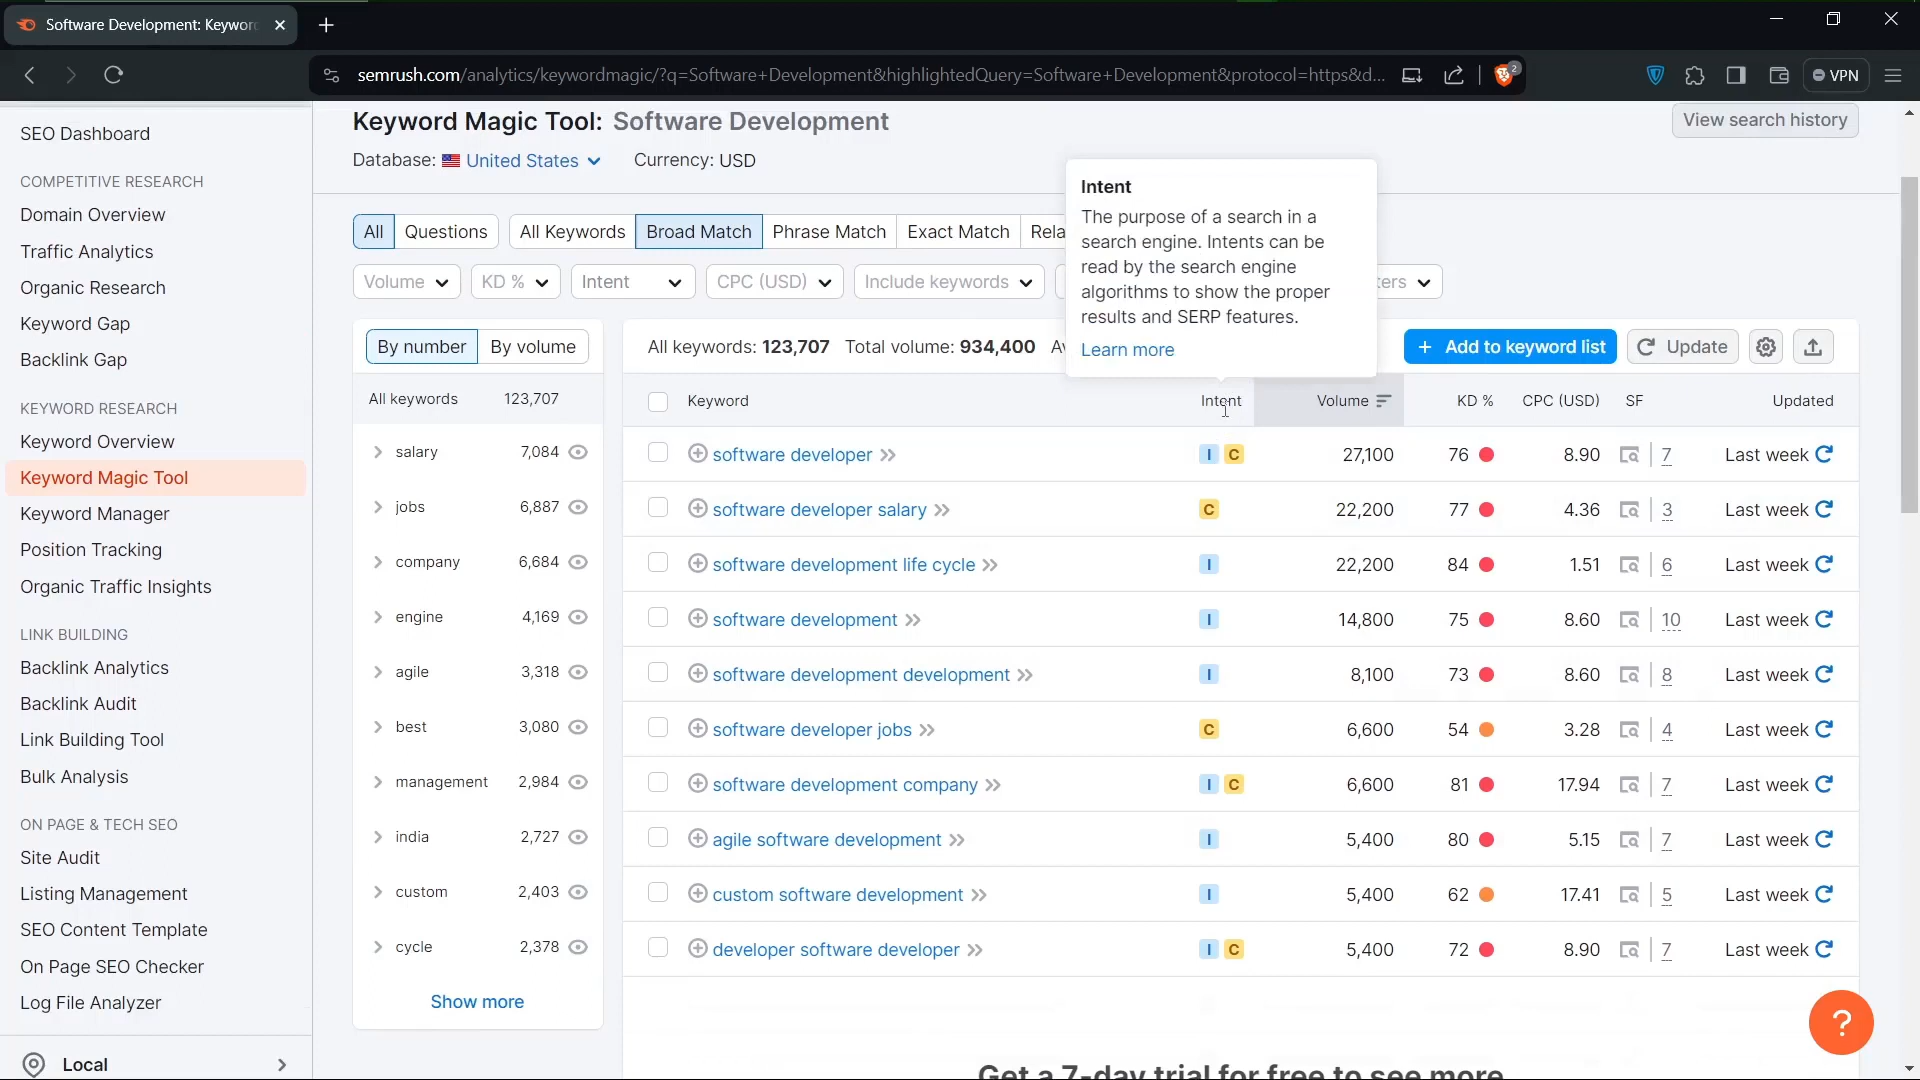 Software Development: Keywor
semrush.com/analytics/keywordmagic/?q=Software+Development&highlightedQuery=Software+Development&protocol=https&d...
2
VPN
SEO Dashboard
COMPETITIVE RESEARCH
Domain Overview
Traffic Analytics
Organic Research
Keyword Gap
Backlink Gap
KEYWORD RESEARCH
Keyword Overview
Keyword Magic Tool
Keyword Manager
Position Tracking
Organic Traffic Insights
LINK BUILDING
Backlink Analytics
Backlink Audit
Link Building Tool
Bulk Analysis
ON PAGE & TECH SEO
Site Audit
Listing Management
SEO Content Template
On Page SEO Checker
Log File Analyzer
Local
Keyword Magic Tool: Software Development
View search history
Database: United States Currency: USD
All Questions All Keywords Broad Match Phrase Match Exact Match Rela
Volume KD % Intent CPC (USD) Include keywords ters
Intent
The purpose of a search in a
search engine. Intents can be
read by the search engine
algorithms to show the proper
results and SERP features.
Learn more
By number By volume
All keywords 123,707
salary 7,084
jobs 6,887
company 6,684
engine 4,169
agile 3,318
best 3,080
management 2,984
india 2,727
custom 2,403
cycle 2,378
Show more
All keywords: 123,707 Total volume: 934,400 Av
+ Add to keyword list Update
Keyword Intent Volume KD % CPC (USD) SF Updated
software developer I C 27,100 76 8.90 7 Last week
software developer salary C 22,200 77 4.36 3 Last week
software development life cycle I 22,200 84 1.51 6 Last week
software development I 14,800 75 8.60 10 Last week
software development development I 8,100 73 8.60 8 Last week
software developer jobs C 6,600 54 3.28 4 Last week
software development company I C 6,600 81 17.94 7 Last week
agile software development I 5,400 80 5.15 7 Last week
custom software development I 5,400 62 17.41 5 Last week
developer software developer I C 5,400 72 8.90 7 Last week
Get a 7-day trial for free to see more
?